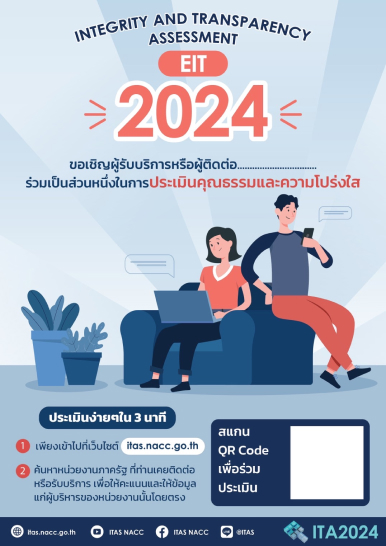 INTEGRITY AND TRANSPARENCY
ASSESSMENT
EIT
2024
ขอเชิญผู้รับบริการหรือผู้ติดต่อ................................
ร่วมเป็นส่วนหนึ่งในการประเมินคุณธรรมและความโปร่งใส
ประเมินง่ายๆใน 3 นาที
1 เพียงเข้าไปที่เว็บไซต์ itas.nacc.go.th
2 ค้นหาหน่วยงานภาครัฐ ที่ท่านเคยติดต่อ
หรือรับบริการ เพื่อให้คะแนนและให้ข้อมูล
แก่ผู้บริหารของหน่วยงานนั้นโดยตรง
สแกน
QR Code
เพื่อร่วม
ประเมิน
itas.nacc.go.th ITAS NACC ITAS NACC @ITAS ITA2024